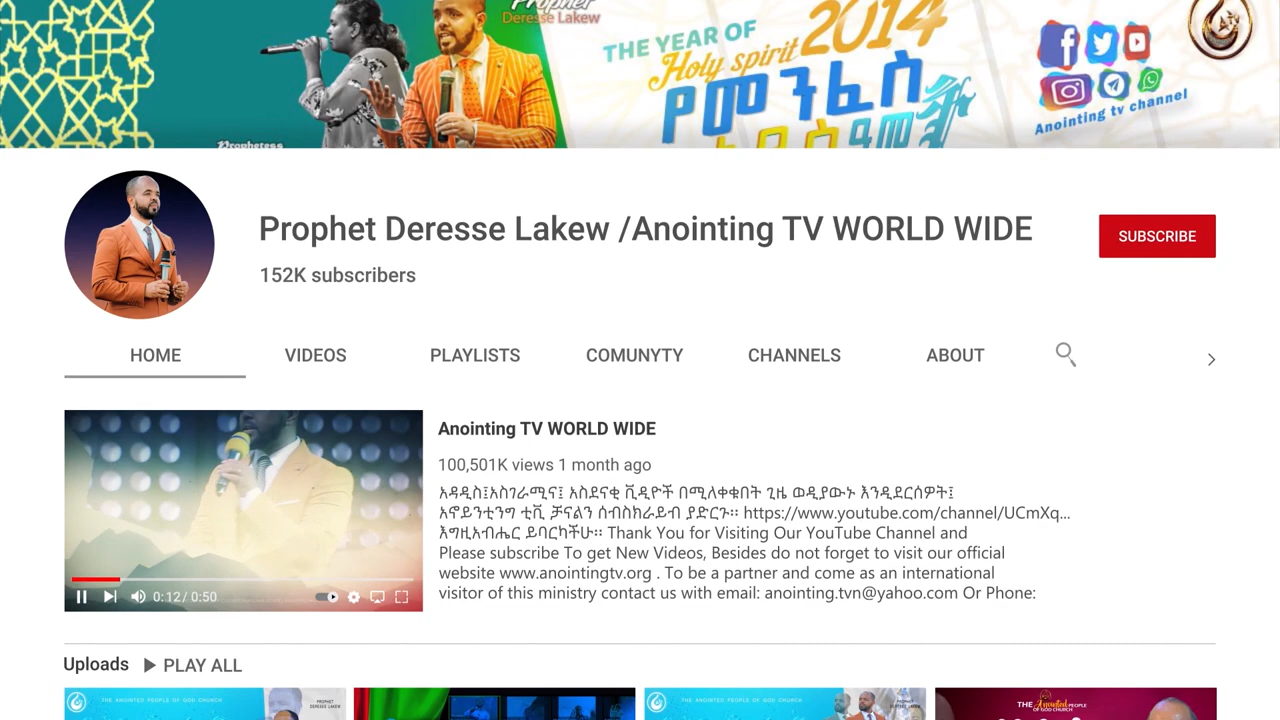 Prophet
Deresse Lakew
THE YEAR OF
Holy spirit 2014
የመንፈስ
ቅዱስ ዓመት
Prophetess
Anointing tv channel
Prophet Deresse Lakew /Anointing TV WORLD WIDE
152K subscribers
SUBSCRIBE
HOME VIDEOS PLAYLISTS COMUNYTY CHANNELS ABOUT
Anointing TV WORLD WIDE
100,501K views 1 month ago
አዳዲስ፤አስገራሚና፤ አስደናቂ ቪዲዮች በሚለቀቁበት ጊዜ ወዲያውኑ እንዲደርሰዎት፤
አኖይንቲንግ ቲቪ ቻናልን ሰብስክራይብ ያድርጉ፡፡ https://www.youtube.com/channel/UCmXq...
እግዚአብሔር ይባርካችሁ፡፡ Thank You for Visiting Our YouTube Channel and
Please subscribe To get New Videos, Besides do not forget to visit our official
website www.anointingtv.org . To be a partner and come as an international
visitor of this ministry contact us with email: anointing.tvn@yahoo.com Or Phone:
0:12/ 0:50
Uploads PLAY ALL
THE ANOINTED PEOPLE OF GOD CHURCH
PROPHET
DERESSE LAKEW
THE ANOINTED PEOPLE OF GOD CHURCH
PROPHET
DERESSE LAKEW
THE Anointed PEOPLE
OF GOD CHURCH